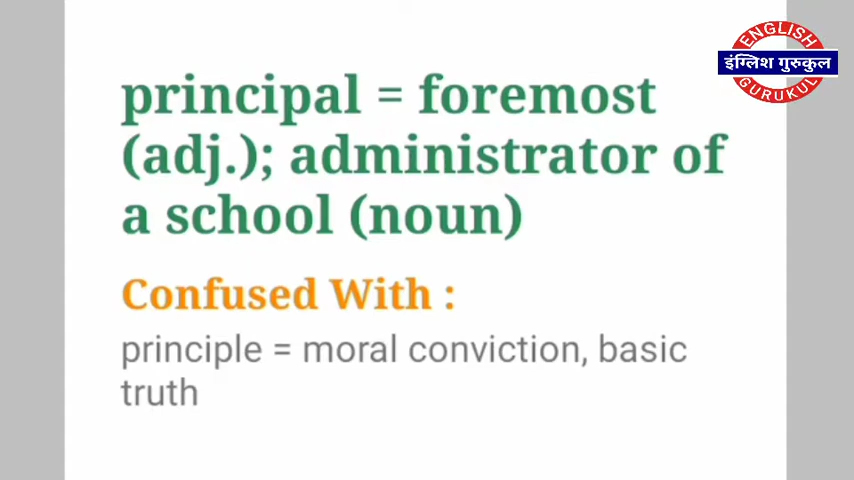 ENGLISH
इंग्लिश गुरुकुल
GURUKUL
principal = foremost
(adj.); administrator of
a school (noun)
Confused With :
principle = moral conviction, basic
truth